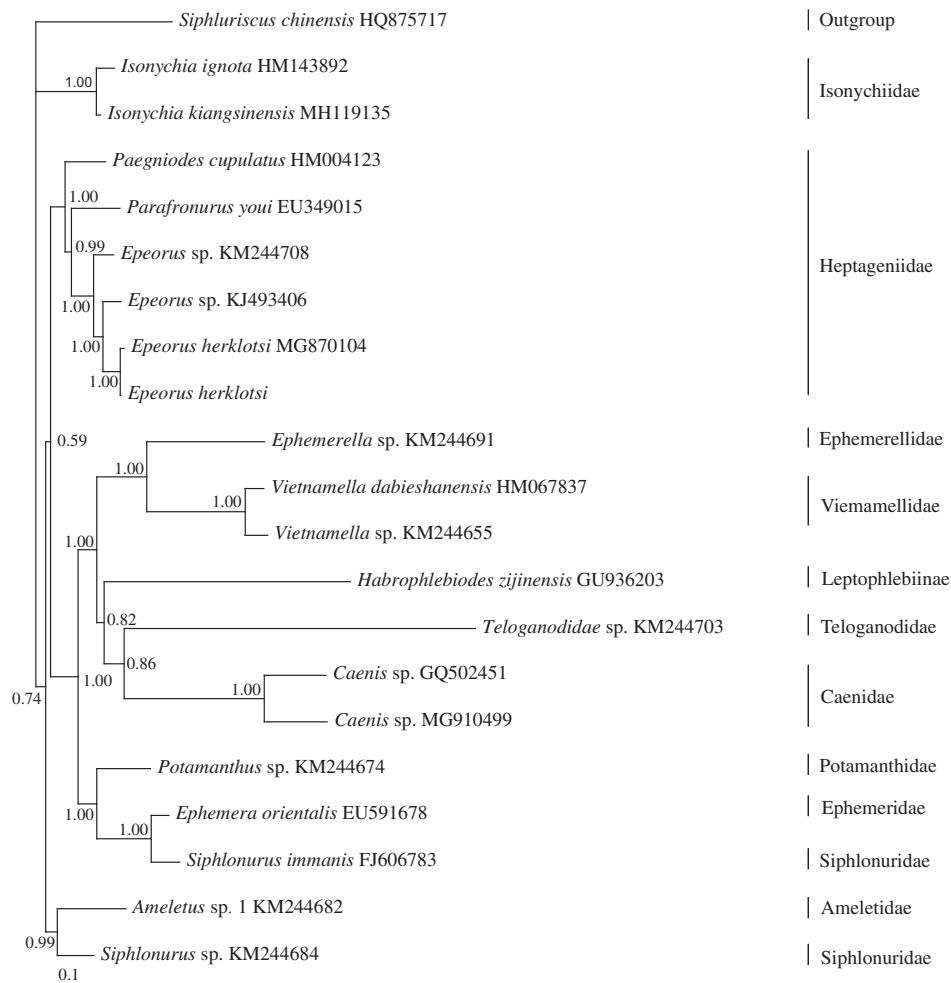 Siphluriscus chinensis HQ875717
Outgroup
Isonychia ignota HM143892
1.00
Isonychiidae
Isonychia kiangsinensis MH119135
Paegniodes cupulatus HM004123
1.00
Parafronurus youi EU349015
0.99
Epeorus sp. KM244708
Heptageniidae
1.00
Epeorus sp. KJ493406
1.00
Epeorus herklotsi MG870104
1.00
Epeorus herklotsi
0.59
Ephemerella sp. KM244691
Ephemerellidae
1.00
Vietnamella dabieshanensis HM067837
1.00
Viemamellidae
Vietnamella sp. KM244655
1.00
Habrophlebiodes zijinensis GU936203
Leptophlebiinae
0.82
Teloganodidae sp. KM244703
Teloganodidae
0.86
Caenis sp. GQ502451
1.00
1.00
0.74
Caenidae
Caenis sp. MG910499
Potamanthus sp. KM244674
Potamanthidae
1.00
Ephemera orientalis EU591678
Ephemeridae
1.00
Siphlonurus immanis FJ606783
Siphlonuridae
Ameletus sp. 1 KM244682
Ameletidae
0.99
Siphlonurus sp. KM244684
Siphlonuridae
0.1